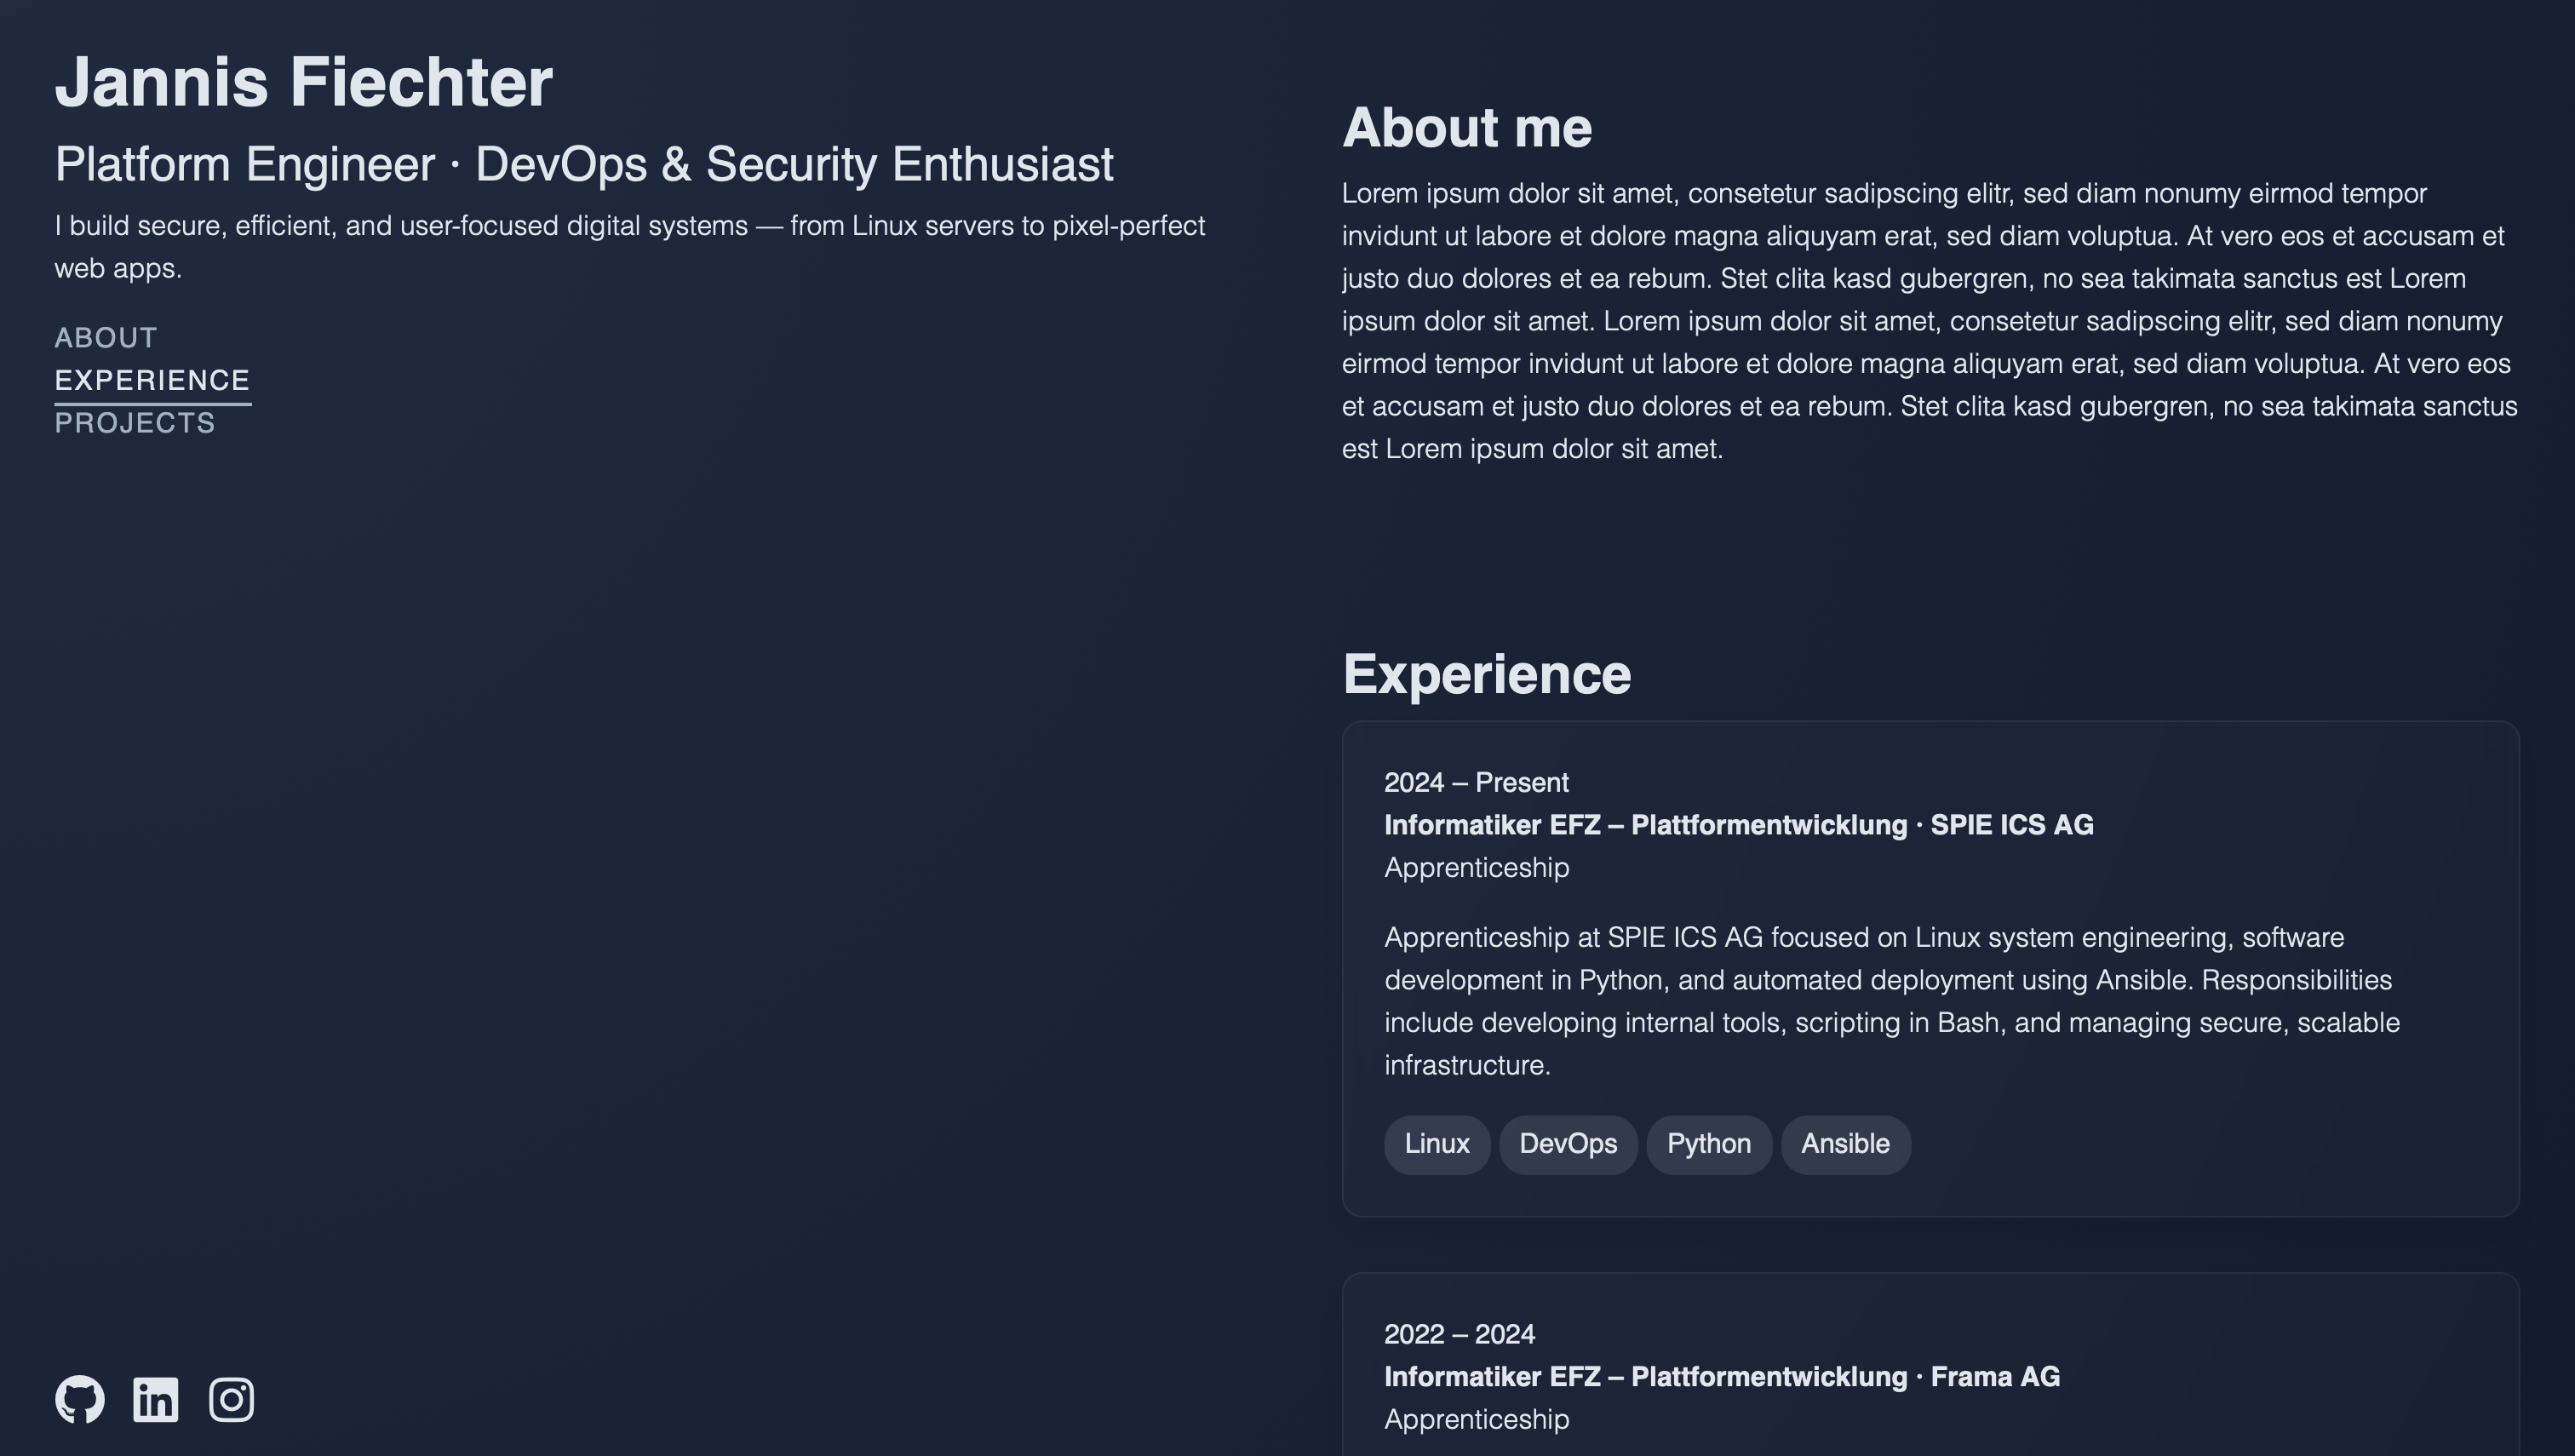 Jannis Fiechter
Platform Engineer · DevOps & Security Enthusiast
I build secure, efficient, and user-focused digital systems — from Linux servers to pixel-perfect
web apps.
ABOUT
EXPERIENCE
PROJECTS
About me
Lorem ipsum dolor sit amet, consetetur sadipscing elitr, sed diam nonumy eirmod tempor
invidunt ut labore et dolore magna aliquyam erat, sed diam voluptua. At vero eos et accusam et
justo duo dolores et ea rebum. Stet clita kasd gubergren, no sea takimata sanctus est Lorem
ipsum dolor sit amet. Lorem ipsum dolor sit amet, consetetur sadipscing elitr, sed diam nonumy
eirmod tempor invidunt ut labore et dolore magna aliquyam erat, sed diam voluptua. At vero eos
et accusam et justo duo dolores et ea rebum. Stet clita kasd gubergren, no sea takimata sanctus
est Lorem ipsum dolor sit amet.
Experience
2024 – Present
Informatiker EFZ – Plattformentwicklung · SPIE ICS AG
Apprenticeship
Apprenticeship at SPIE ICS AG focused on Linux system engineering, software
development in Python, and automated deployment using Ansible. Responsibilities
include developing internal tools, scripting in Bash, and managing secure, scalable
infrastructure.
Linux DevOps Python Ansible
2022 – 2024
Informatiker EFZ – Plattformentwicklung · Frama AG
Apprenticeship